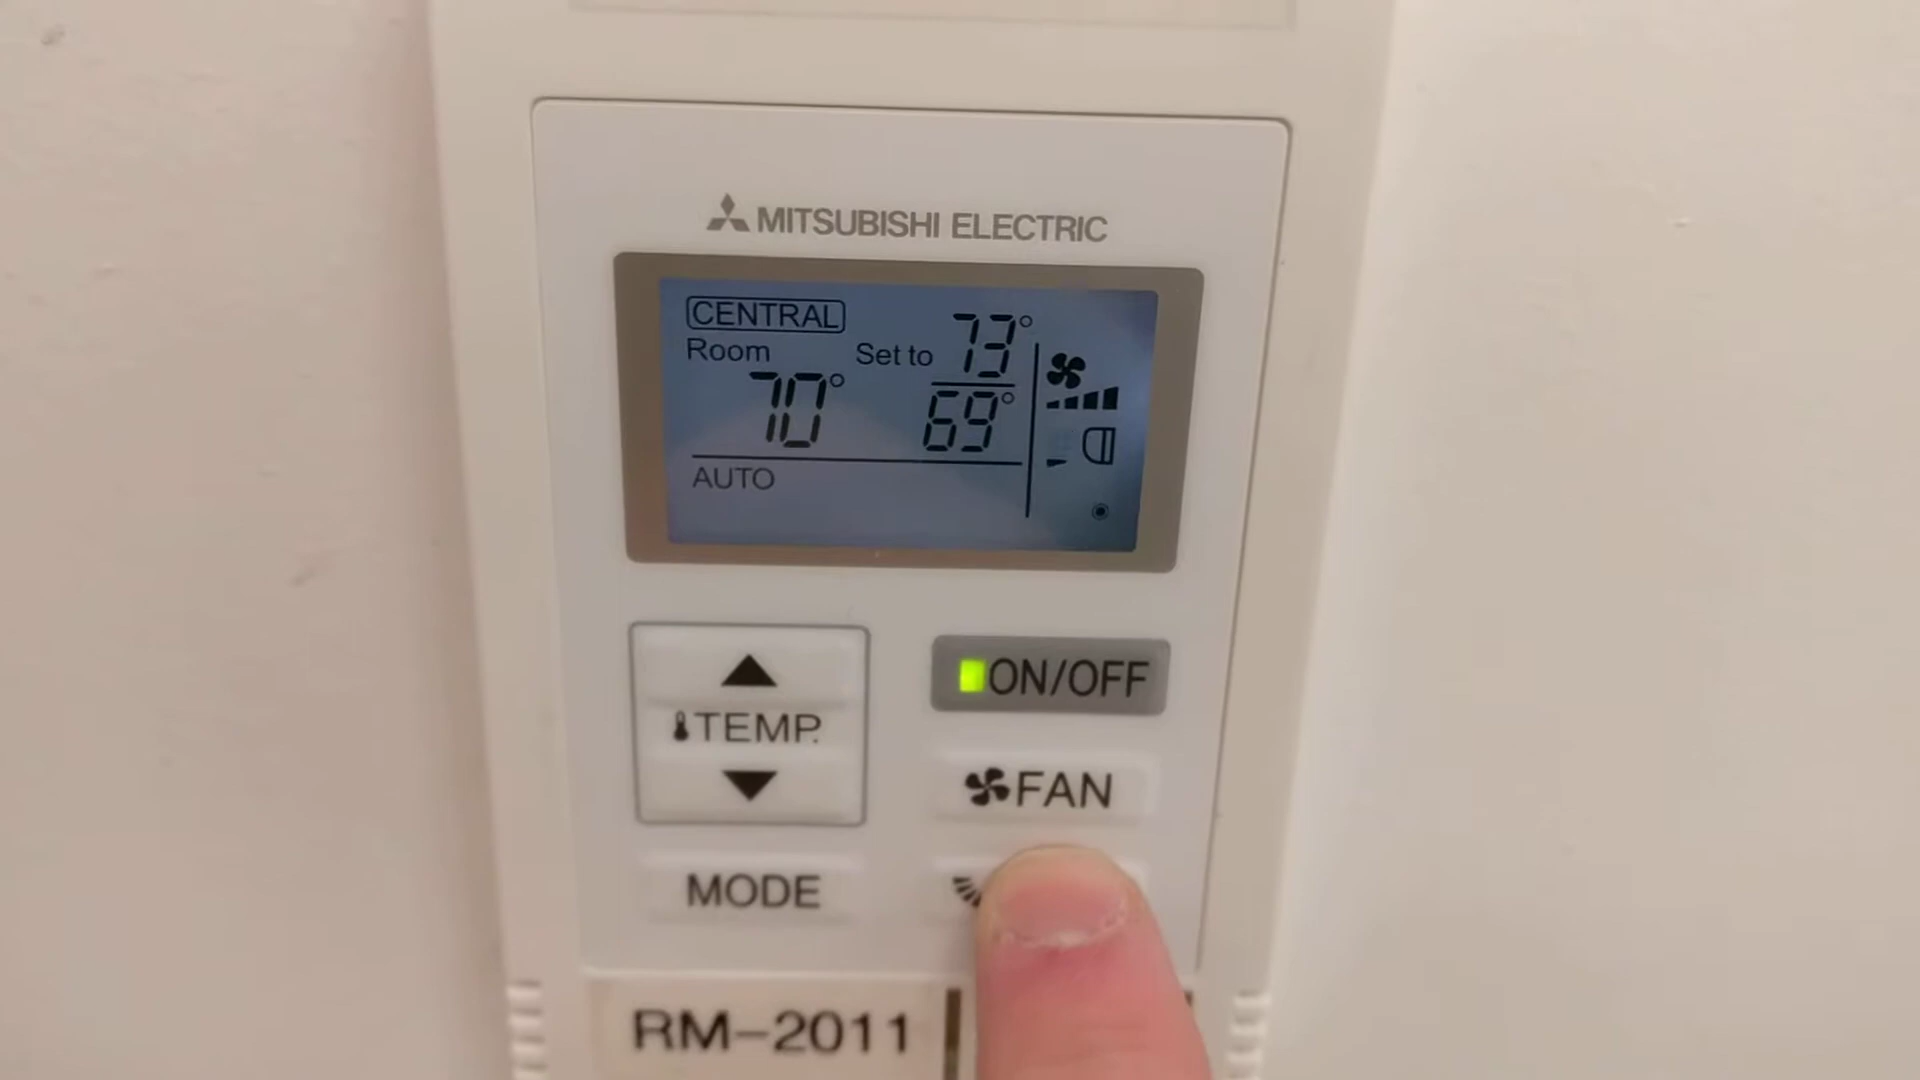 MITSUBISHI ELECTRIC
CENTRAL
73°
Room
Set to
70°
69°
AUTO
ON/OFF
TEMP.
FAN
MODE
RM-2011